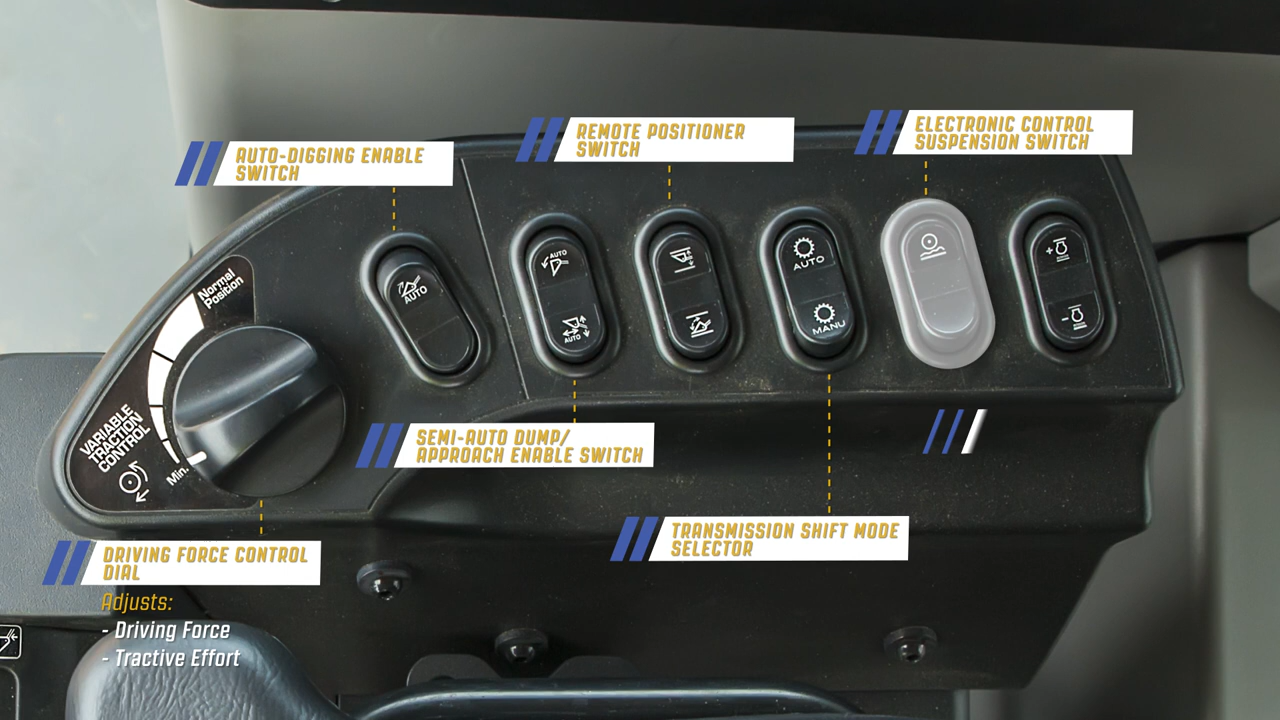 AUTO-DIGGING ENABLE
SWITCH
REMOTE POSITIONER
SWITCH
ELECTRONIC CONTROL
SUSPENSION SWITCH
Normal
Position
VARIABLE
TRACTION
CONTROL
Min.
AUTO
AUTO
AUTO
AUTO
MANU
+
-
SEMI-AUTO DUMP/
APPROACH ENABLE SWITCH
TRANSMISSION SHIFT MODE
SELECTOR
DRIVING FORCE CONTROL
DIAL
Adjusts:
- Driving Force
- Tractive Effort